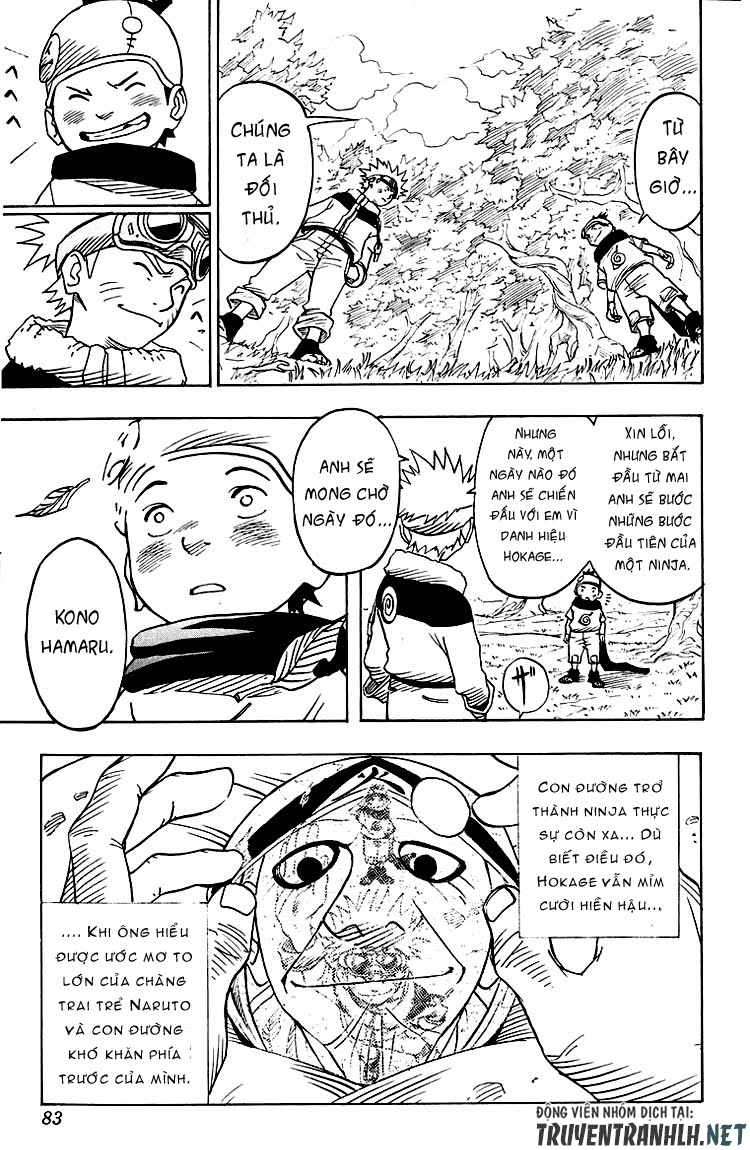 TỪ
BÂY
GIỜ...
CHÚNG
TA LÀ
ĐỐI
THỦ.
XIN LỖI,
NHƯNG BẮT
ĐẦU TỪ MAI
ANH SẼ BƯỚC
NHỮNG BƯỚC
ĐẦU TIÊN CỦA
MỘT NINJA.
NHƯNG
NÀY, MỘT
NGÀY NÀO ĐÓ
ANH SẼ CHIẾN
ĐẤU VỚI EM VÌ
DANH HIỆU
HOKAGE...
ANH SẼ
MONG CHỜ
NGÀY ĐÓ...
KONO
HAMARU.
CON ĐƯỜNG TRỞ
THÀNH NINJA THỰC
SỰ CÒN XA... DÙ
BIẾT ĐIỀU ĐÓ,
HOKAGE VẪN MỈM
CƯỜI HIỀN HẬU...
.... KHI ÔNG HIỂU
ĐƯỢC ƯỚC MƠ TO
LỚN CỦA CHÀNG
TRAI TRẺ NARUTO
VÀ CON ĐƯỜNG
KHÓ KHĂN PHÍA
TRƯỚC CỦA MÌNH.
83
ĐỘNG VIÊN NHÓM DỊCH TẠI:
TRUYENTRANHLH.NET